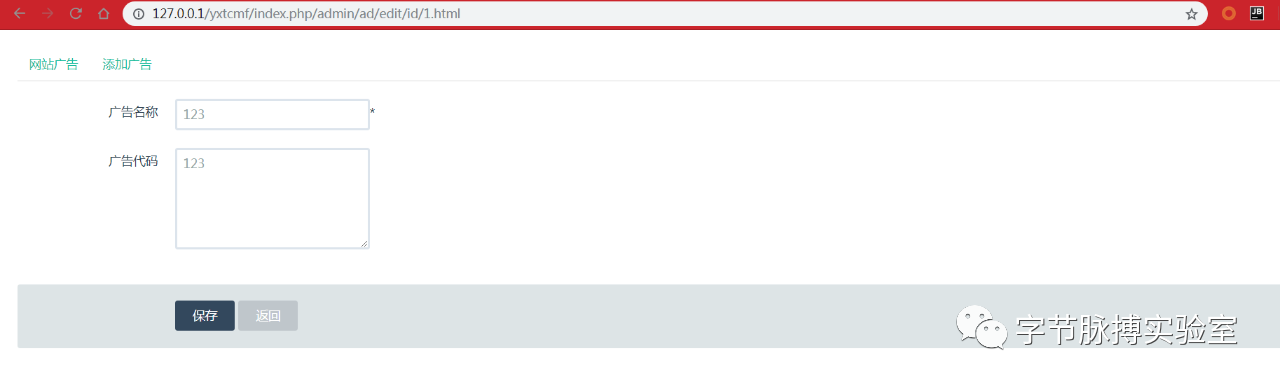 127.0.0.1/yxtcmf/index.php/admin/ad/edit/id/1.html
JB
网站广告 添加广告
广告名称 123 *
广告代码 123
保存 返回
字节脉搏实验室